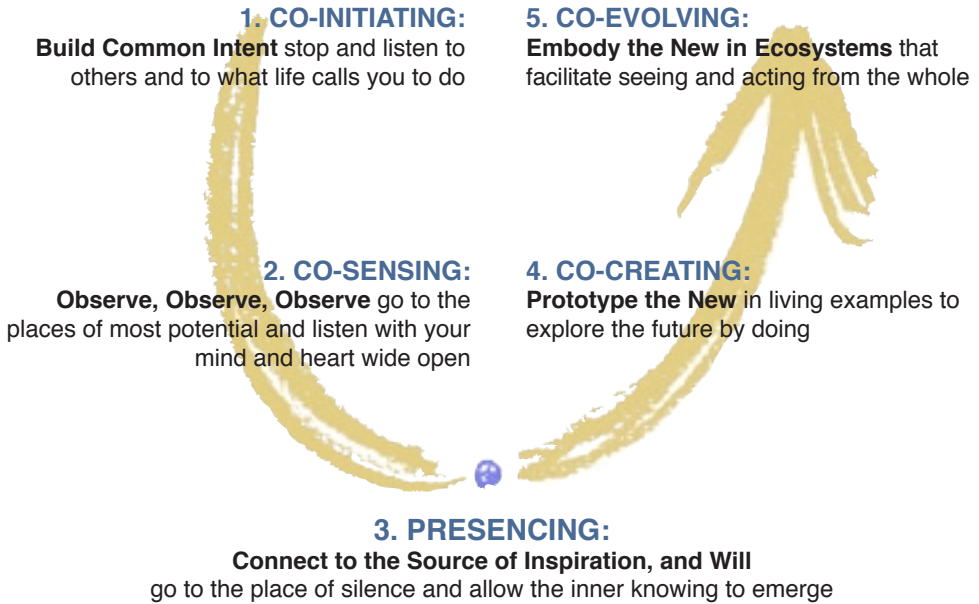 1. CO-INITIATING:
Build Common Intent stop and listen to
others and to what life calls you to do
2. CO-SENSING:
Observe, Observe, Observe go to the
places of most potential and listen with your
mind and heart wide open
3. PRESENCING:
Connect to the Source of Inspiration, and Will
go to the place of silence and allow the inner knowing to emerge
4. CO-CREATING:
Prototype the New in living examples to
explore the future by doing
5. CO-EVOLVING:
Embody the New in Ecosystems that
facilitate seeing and acting from the whole